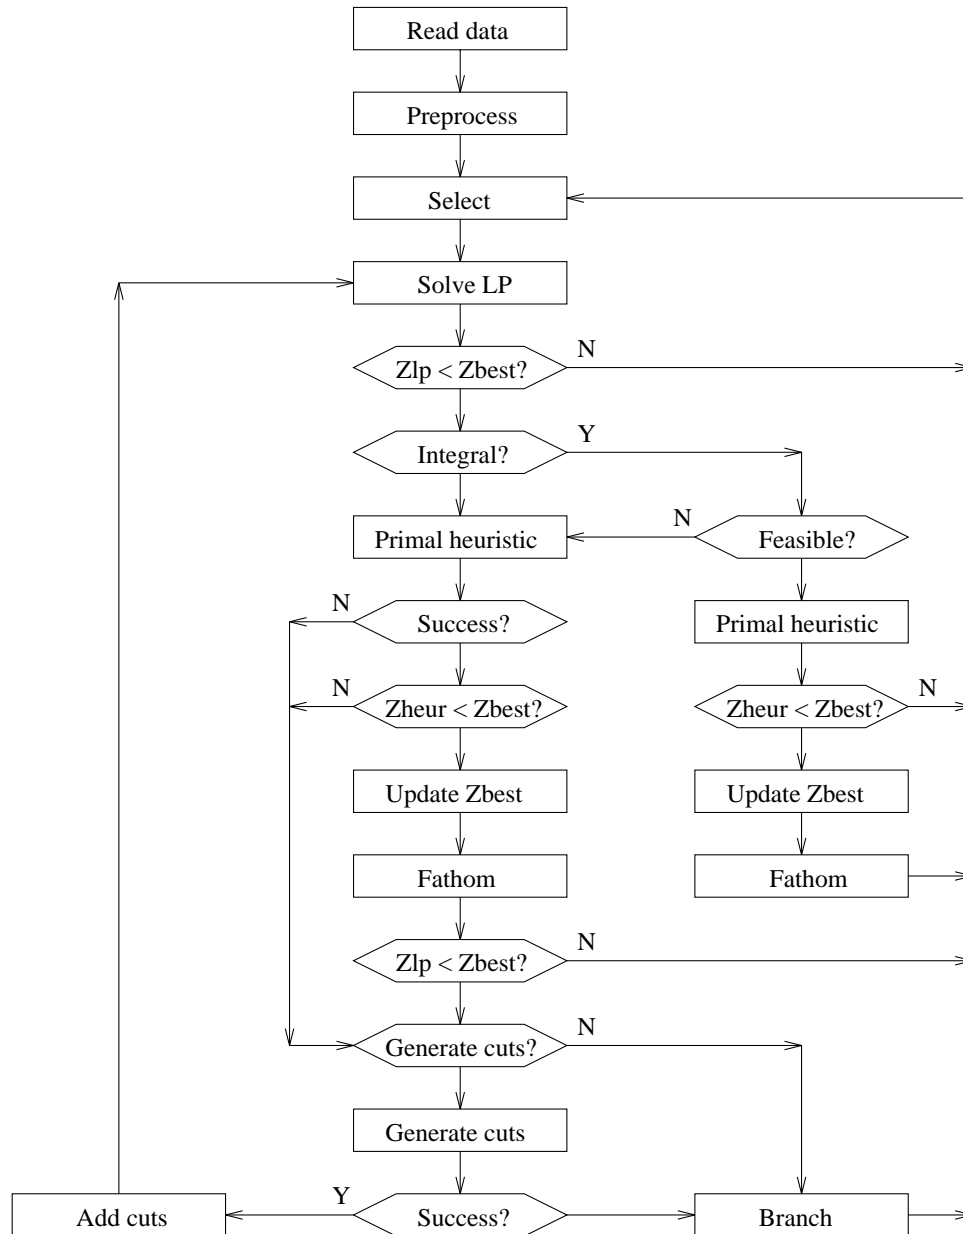 Read data
Preprocess
Select
Solve LP
Zlp < Zbest?
N
Integral?
Y
Primal heuristic
N
Feasible?
N
Success?
Primal heuristic
N
Zheur < Zbest?
Zheur < Zbest?
N
Update Zbest
Update Zbest
Fathom
Fathom
Zlp < Zbest?
N
Generate cuts?
N
Generate cuts
Add cuts
Y
Success?
Branch